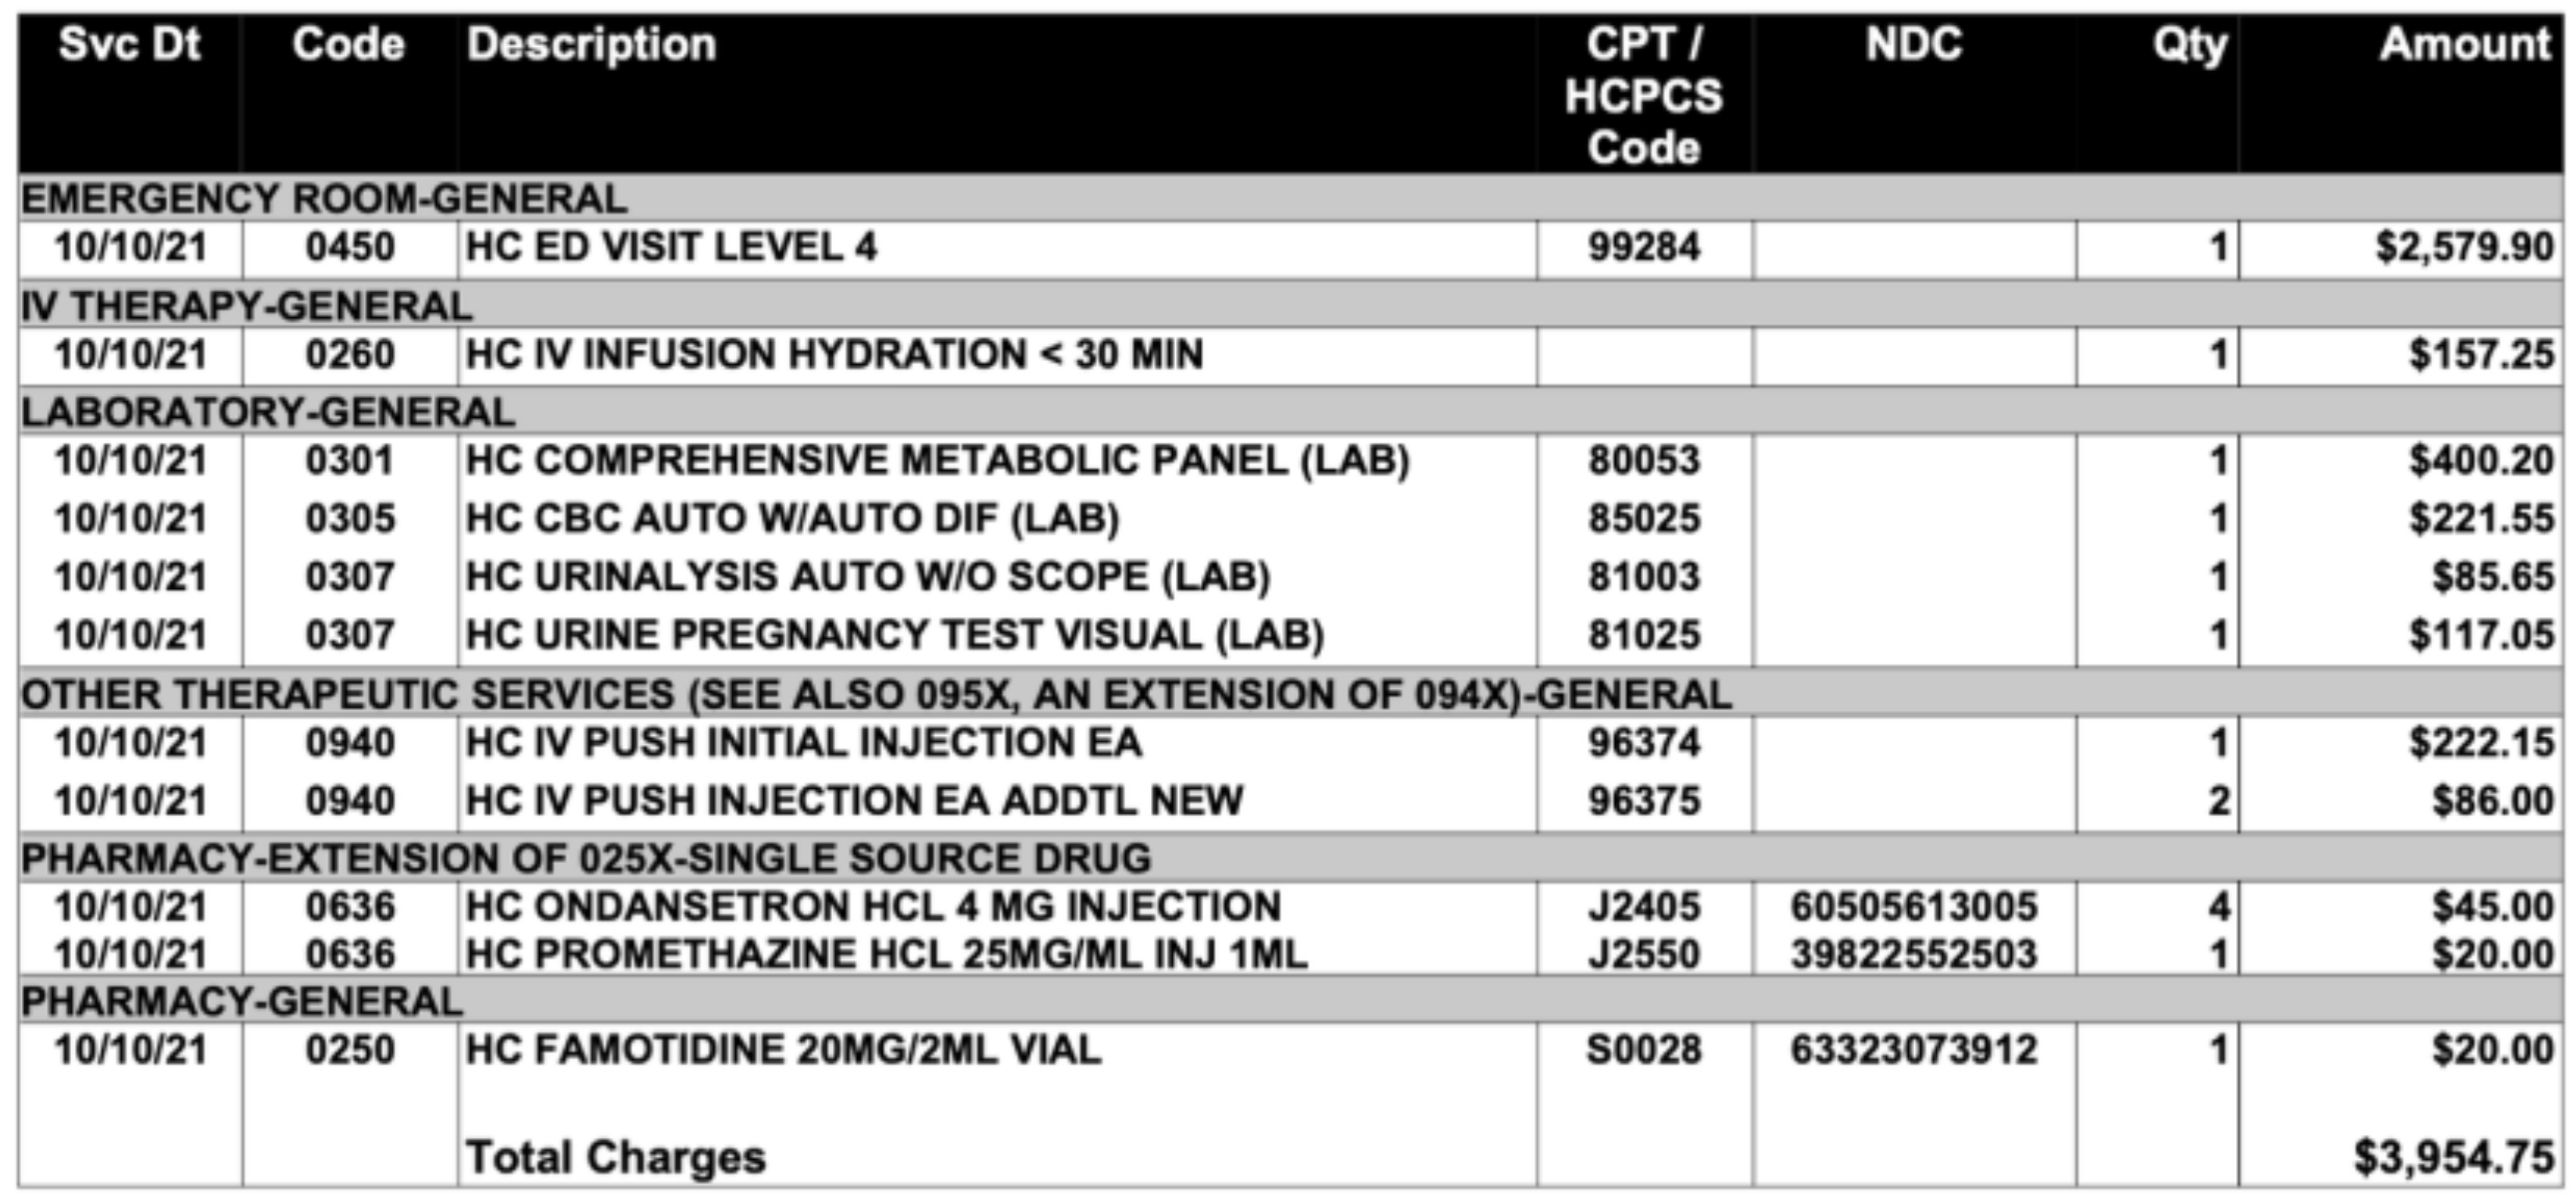 Svc Dt Code Description CPT / HCPCS Code NDC Qty Amount
EMERGENCY ROOM-GENERAL
10/10/21 0450 HC ED VISIT LEVEL 4 99284 1 $2,579.90
IV THERAPY-GENERAL
10/10/21 0260 HC IV INFUSION HYDRATION < 30 MIN 1 $157.25
LABORATORY-GENERAL
10/10/21 0301 HC COMPREHENSIVE METABOLIC PANEL (LAB) 80053 1 $400.20
10/10/21 0305 HC CBC AUTO W/AUTO DIF (LAB) 85025 1 $221.55
10/10/21 0307 HC URINALYSIS AUTO W/O SCOPE (LAB) 81003 1 $85.65
10/10/21 0307 HC URINE PREGNANCY TEST VISUAL (LAB) 81025 1 $117.05
OTHER THERAPEUTIC SERVICES (SEE ALSO 095X, AN EXTENSION OF 094X)-GENERAL
10/10/21 0940 HC IV PUSH INITIAL INJECTION EA 96374 1 $222.15
10/10/21 0940 HC IV PUSH INJECTION EA ADDTL NEW 96375 2 $86.00
PHARMACY-EXTENSION OF 025X-SINGLE SOURCE DRUG
10/10/21 0636 HC ONDANSETRON HCL 4 MG INJECTION J2405 60505613005 4 $45.00
10/10/21 0636 HC PROMETHAZINE HCL 25MG/ML INJ 1ML J2550 39822552503 1 $20.00
PHARMACY-GENERAL
10/10/21 0250 HC FAMOTIDINE 20MG/2ML VIAL S0028 63323073912 1 $20.00
Total Charges $3,954.75